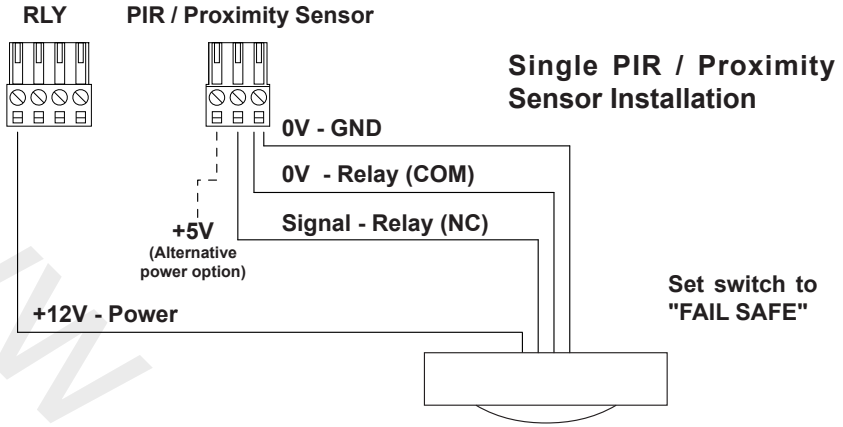 RLY
PIR / Proximity Sensor
Single PIR / Proximity
Sensor Installation
0V - GND
0V - Relay (COM)
Signal - Relay (NC)
+5V
(Alternative
power option)
+12V - Power
Set switch to
"FAIL SAFE"